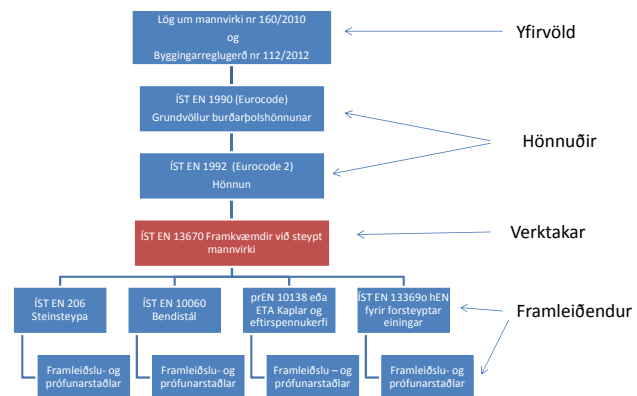 Lög um mannvirki nr 160/2010
og
Byggingarreglugerð nr 112/2012
Yfirvöld
ÍST EN 1990 (Eurocode)
Grundvöllur burðarþolshönnunar
Hönnuðir
ÍST EN 1992 (Eurocode 2)
Hönnun
ÍST EN 13670 Framkvæmdir við steypt
mannvirki
Verktakar
ÍST EN 206
Steinsteypa
ÍST EN 10060
Bendistál
prEN 10138 eða
ETA Kaplar og
eftirspennukerfi
ÍST EN 13369o hEN
fyrir forsteyptar
einingar
Framleiðendur
Framleiðslu- og
prófunarstaðlar
Framleiðslu- og
prófunarstaðlar
Framleiðslu – og
prófunarstaðlar
Framleiðslu- og
prófunarstaðlar